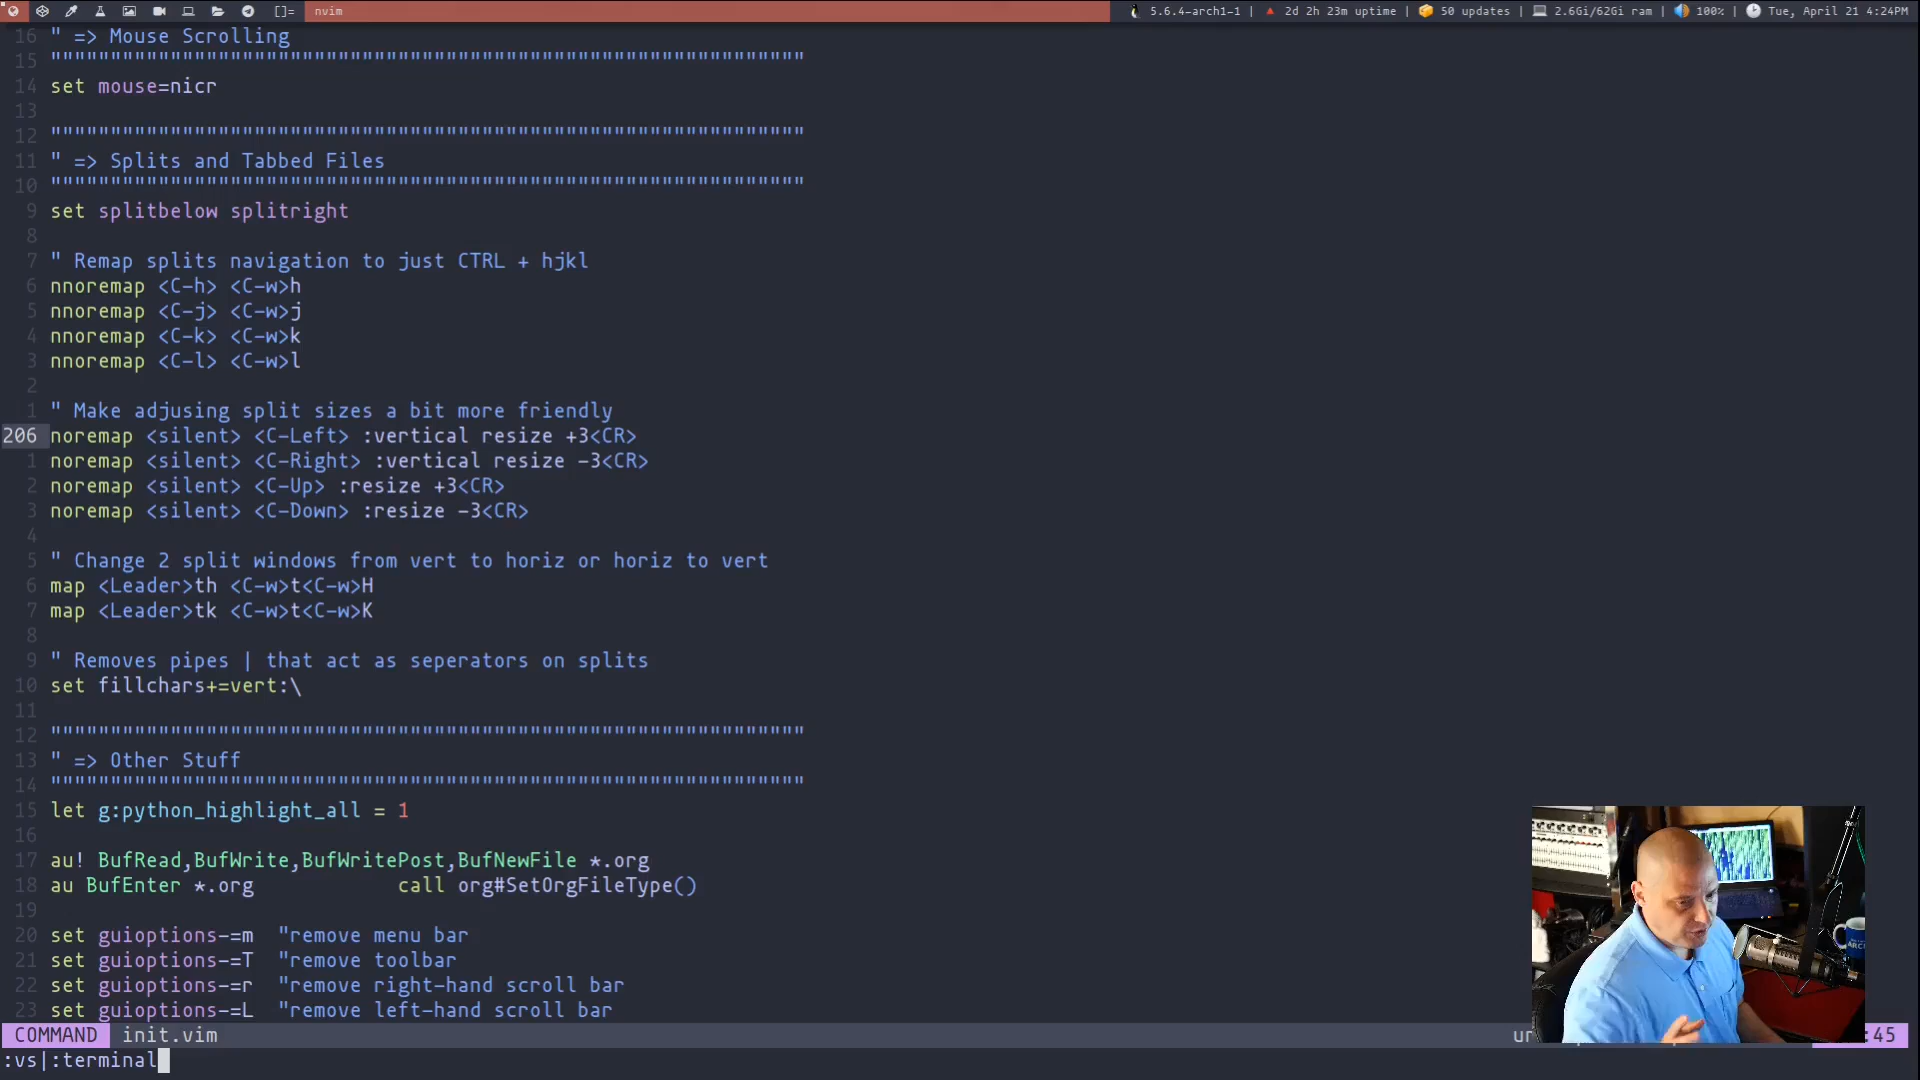 []= nvim 5.6.4-arch1-1 | 2d 2h 23m uptime | 50 updates | 2.6Gi/62Gi ram | 100% | Tue, April 21 4:24PM
16 " => Mouse Scrolling
15 """""""""""""""""""""""""""""""""""""""""""""""""""""""""""""""
14 set mouse=nicr
13
12 """""""""""""""""""""""""""""""""""""""""""""""""""""""""""""""
11 " => Splits and Tabbed Files
10 """""""""""""""""""""""""""""""""""""""""""""""""""""""""""""""
9 set splitbelow splitright
8
7 " Remap splits navigation to just CTRL + hjkl
6 nnoremap <C-h> <C-w>h
5 nnoremap <C-j> <C-w>j
4 nnoremap <C-k> <C-w>k
3 nnoremap <C-l> <C-w>l
2
1 " Make adjusing split sizes a bit more friendly
206 noremap <silent> <C-Left> :vertical resize +3<CR>
1 noremap <silent> <C-Right> :vertical resize -3<CR>
2 noremap <silent> <C-Up> :resize +3<CR>
3 noremap <silent> <C-Down> :resize -3<CR>
4
5 " Change 2 split windows from vert to horiz or horiz to vert
6 map <Leader>th <C-w>t<C-w>H
7 map <Leader>tk <C-w>t<C-w>K
8
9 " Removes pipes | that act as seperators on splits
10 set fillchars+=vert:\
11
12 """""""""""""""""""""""""""""""""""""""""""""""""""""""""""""""
13 " => Other Stuff
14 """""""""""""""""""""""""""""""""""""""""""""""""""""""""""""""
15 let g:python_highlight_all = 1
16
17 au! BufRead,BufWrite,BufWritePost,BufNewFile *.org
18 au BufEnter *.org call org#SetOrgFileType()
19
20 set guioptions-=m "remove menu bar
21 set guioptions-=T "remove toolbar
22 set guioptions-=r "remove right-hand scroll bar
23 set guioptions-=L "remove left-hand scroll bar
COMMAND init.vim :45
:vs|:terminal